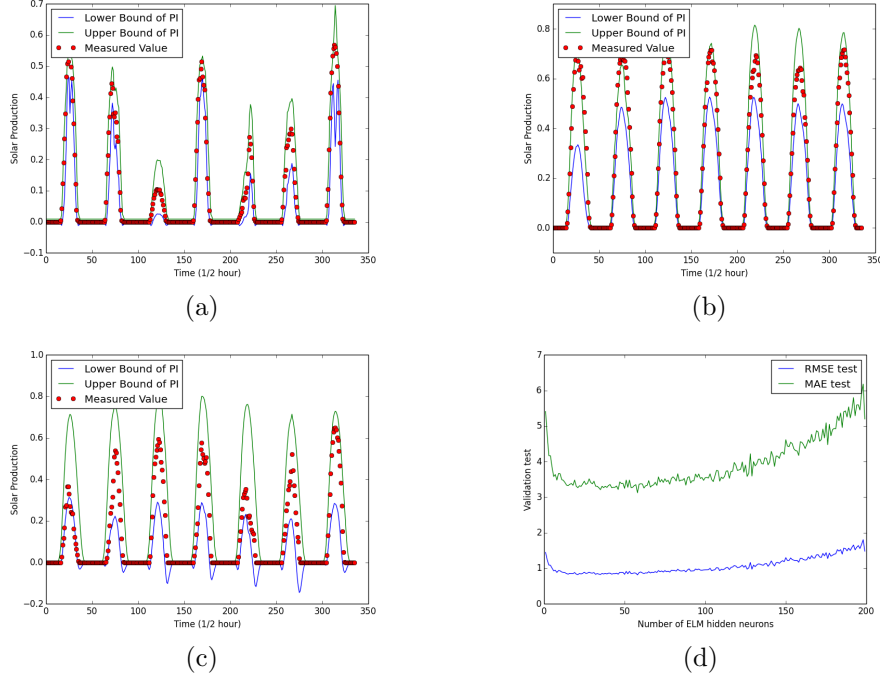 Lower Bound of PI
Upper Bound of PI
Measured Value
Solar Production
0.7
0.6
0.5
0.4
0.3
0.2
0.1
0.0
−0.1
0 50 100 150 200 250 300 350
Time (1/2 hour)
(a)
Lower Bound of PI
Upper Bound of PI
Measured Value
Solar Production
0.8
0.6
0.4
0.2
0.0
0 50 100 150 200 250 300 350
Time (1/2 hour)
(b)
Lower Bound of PI
Upper Bound of PI
Measured Value
Solar Production
1.0
0.8
0.6
0.4
0.2
0.0
−0.2
0 50 100 150 200 250 300 350
Time (1/2 hour)
(c)
RMSE test
MAE test
Validation test
7
6
5
4
3
2
1
0
0 50 100 150 200
Number of ELM hidden neurons
(d)